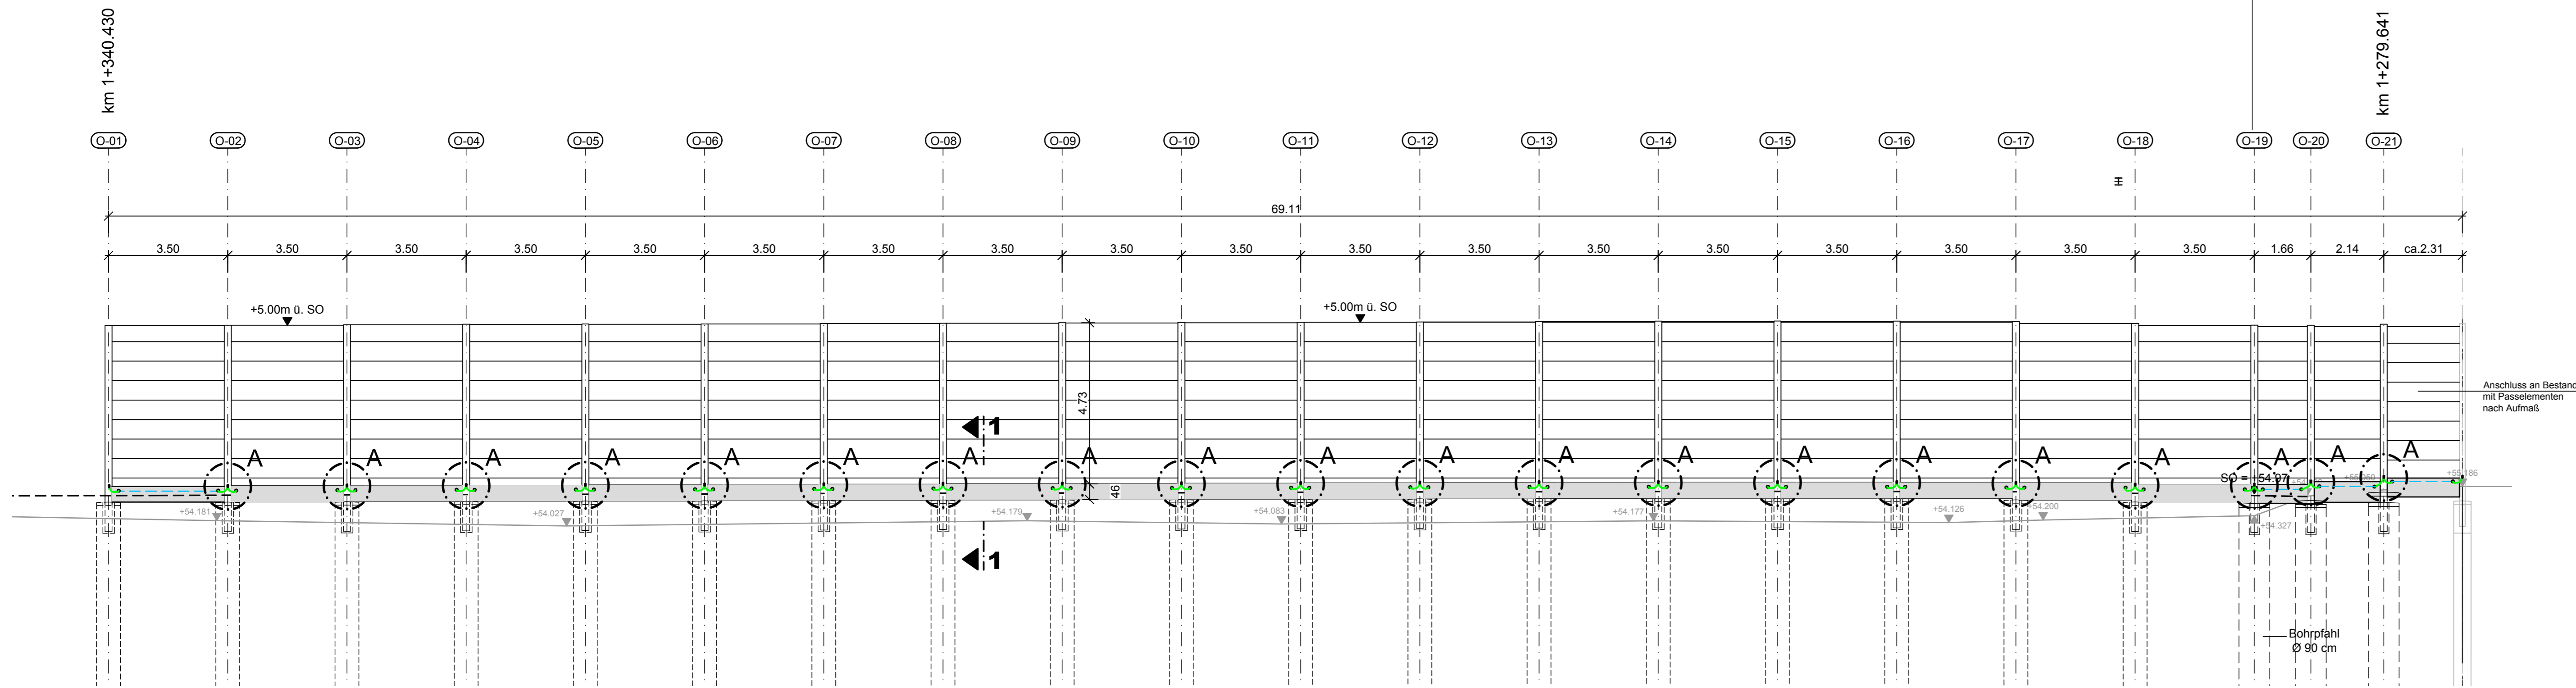 km 1+340.430
km 1+279.641
O-01 O-02 O-03 O-04 O-05 O-06 O-07 O-08 O-09 O-10 O-11 O-12 O-13 O-14 O-15 O-16 O-17 O-18 O-19 O-20 O-21
69.11
3.50 3.50 3.50 3.50 3.50 3.50 3.50 3.50 3.50 3.50 3.50 3.50 3.50 3.50 3.50 3.50 3.50 3.50 1.66 2.14 ca.2.31
+5.00m ü. SO +5.00m ü. SO
4.73
Anschluss an Bestand
mit Passelementen
nach Aufmaß
1
A A A A A A A A A A A A A A A A A A A A
46
SO = 54.97
+55.186
+54.181 +54.027 +54.179 +54.083 +54.177 +54.126 +54.200 +54.327
1
Bohrpfahl
Ø 90 cm